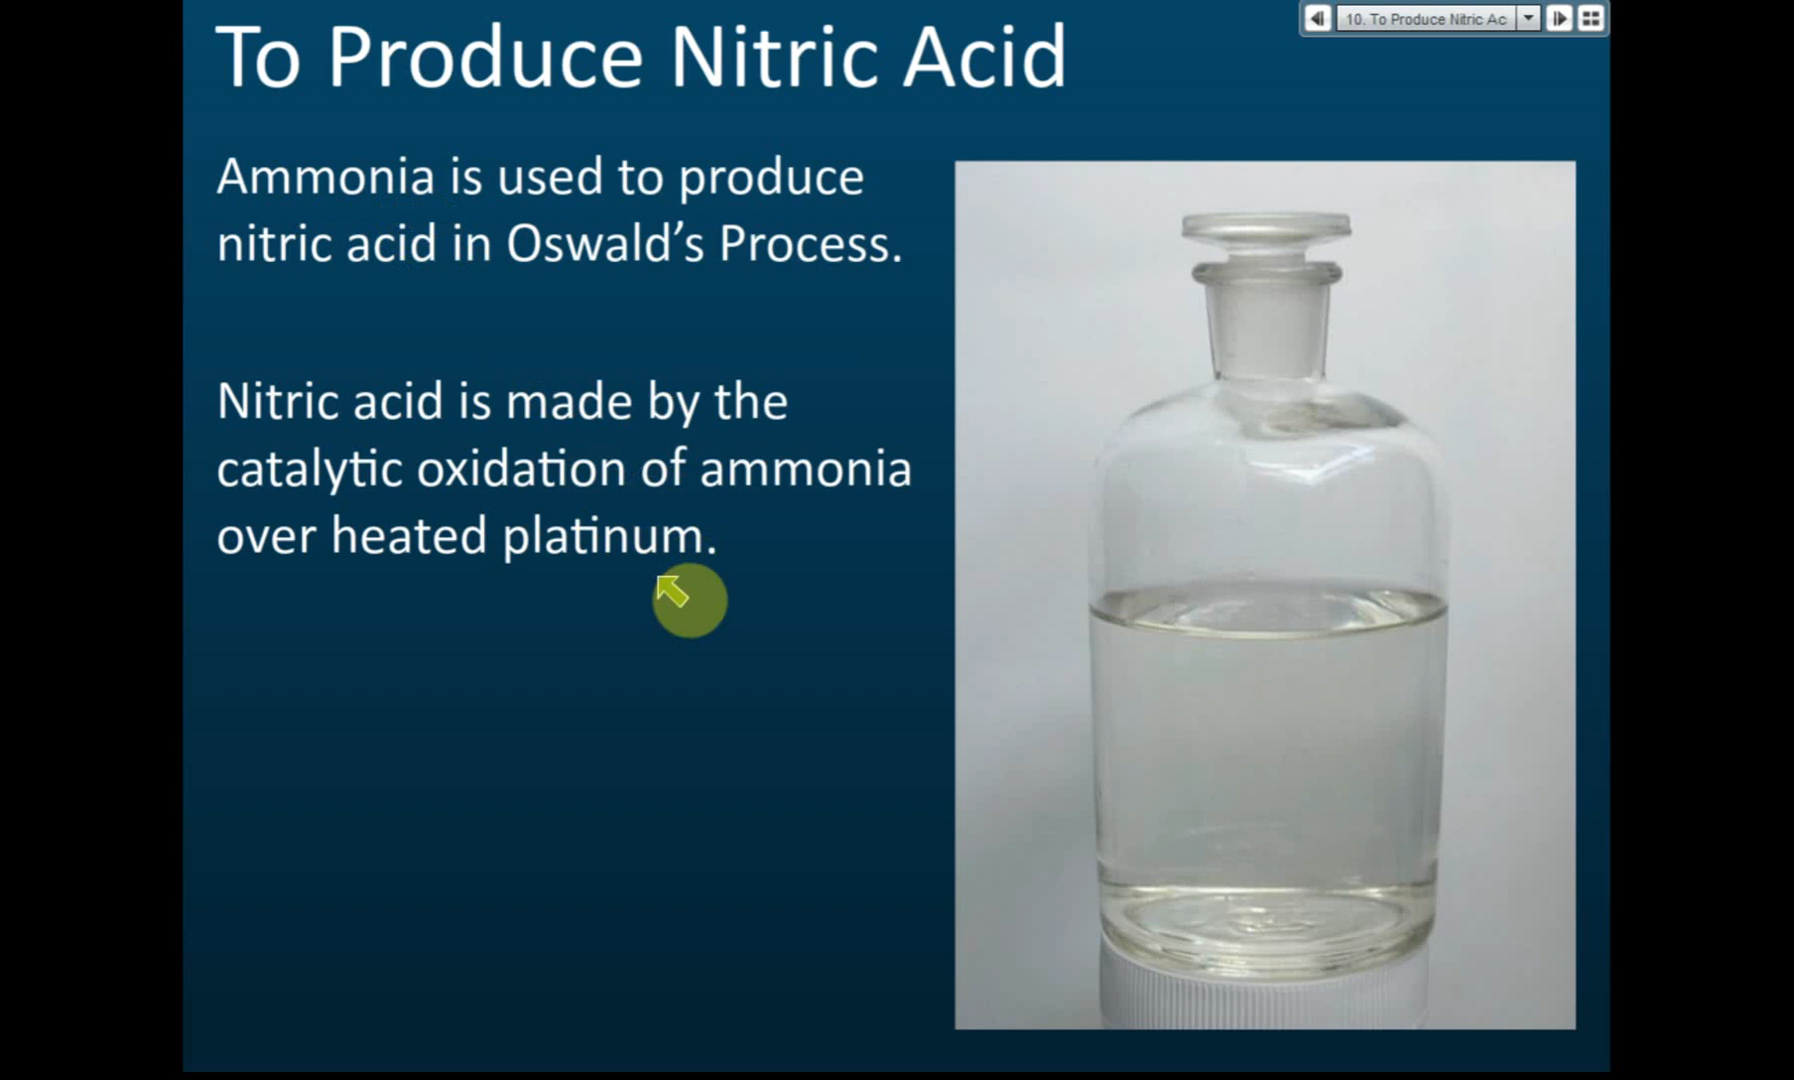 To Produce Nitric Acid
10. To Produce Nitric Ac
Ammonia is used to produce
nitric acid in Oswald's Process.
Nitric acid is made by the
catalytic oxidation of ammonia
over heated platinum.